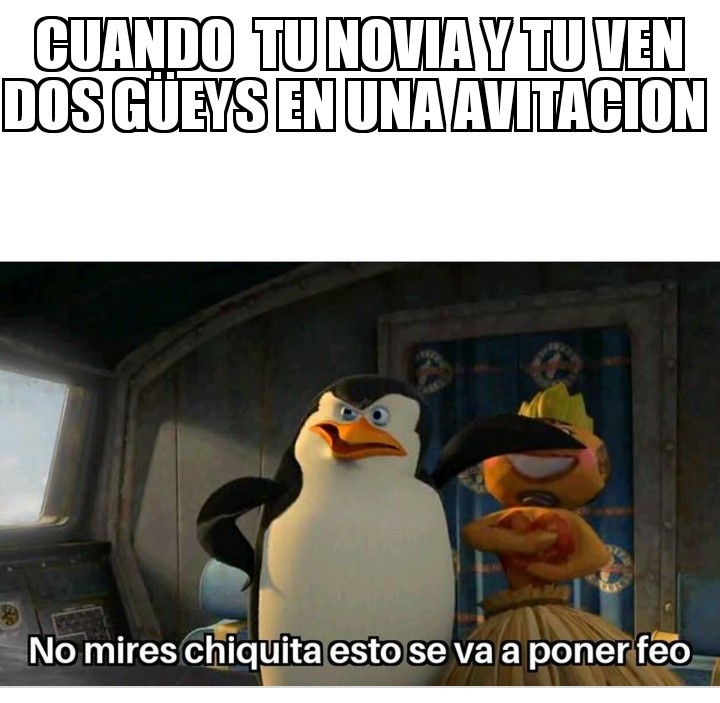 CUANDO TU NOVIA Y TU VEN
DOS GÜEYS EN UNA AVITACION
No mires chiquita esto se va a poner feo